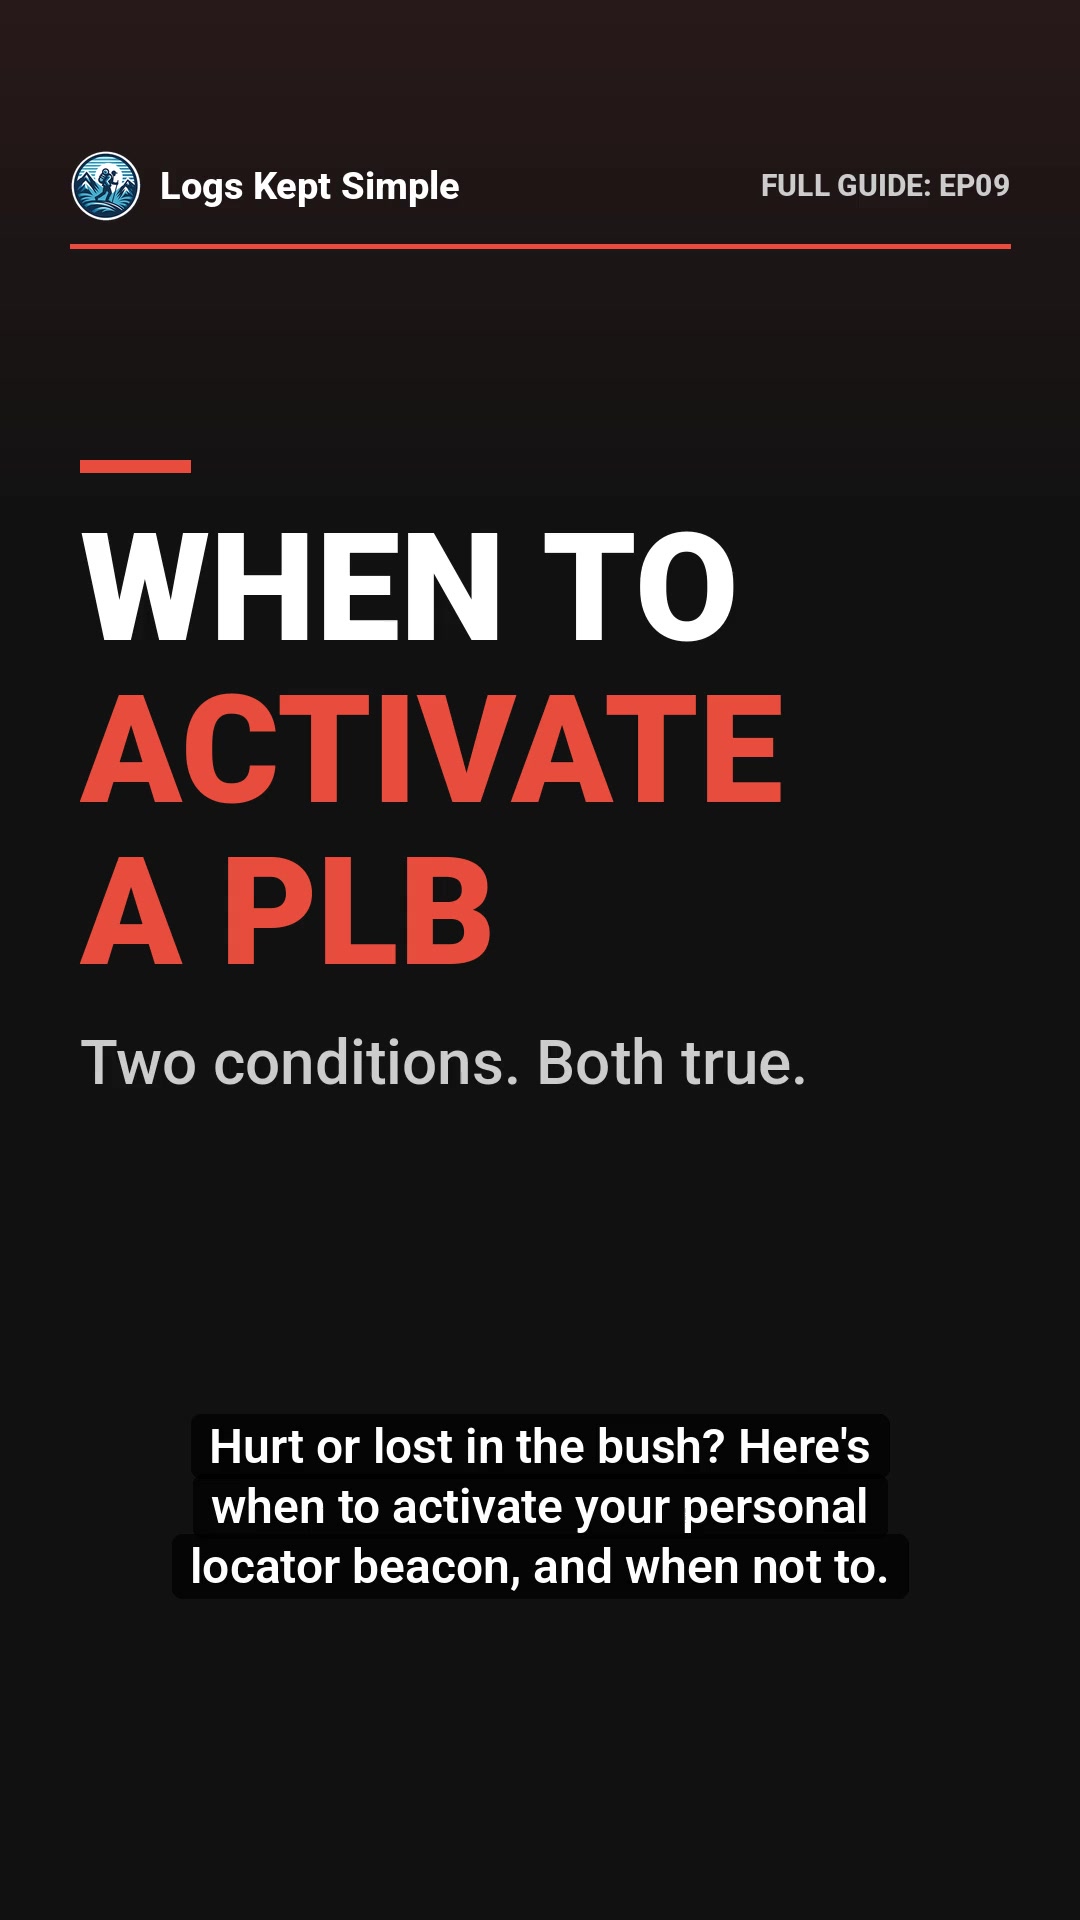 Logs Kept Simple
FULL GUIDE: EP09
WHEN TO
ACTIVATE
A PLB
Two conditions. Both true.
Hurt or lost in the bush? Here's
when to activate your personal
locator beacon, and when not to.